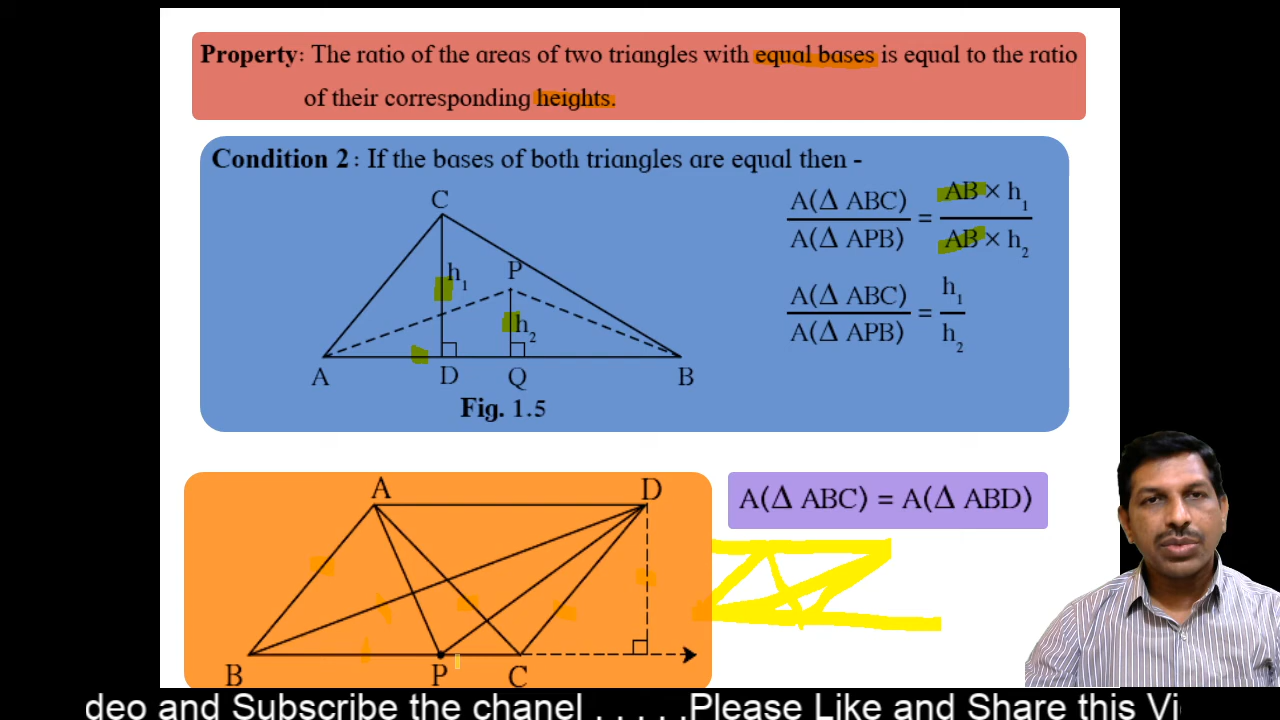 Property: The ratio of the areas of two triangles with equal bases is equal to the ratio
of their corresponding heights.
Condition 2 : If the bases of both triangles are equal then -
C
h1
P
h2
A
D
Q
B
Fig. 1.5
A(Δ ABC)
A(Δ APB)
=
AB × h1
AB × h2
A(Δ ABC)
A(Δ APB)
=
h1
h2
A
D
B
P
C
A(Δ ABC) = A(Δ ABD)
deo and Subscribe the chanel . . . . .Please Like and Share this Vi